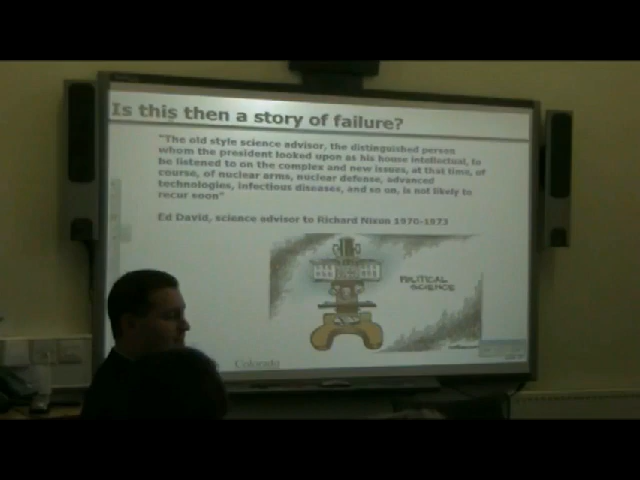 Is this then a story of failure?
"The old style science advisor, the distinguished person
whom the president looked upon as his house intellectual, to
be listened to on the complex and new issues, at that time, of
course, of nuclear arms, nuclear defense, advanced
technologies, infectious diseases, and so on, is not likely to
recur soon"
Ed David, science advisor to Richard Nixon 1970-1973
POLITICAL
SCIENCE
Colorado